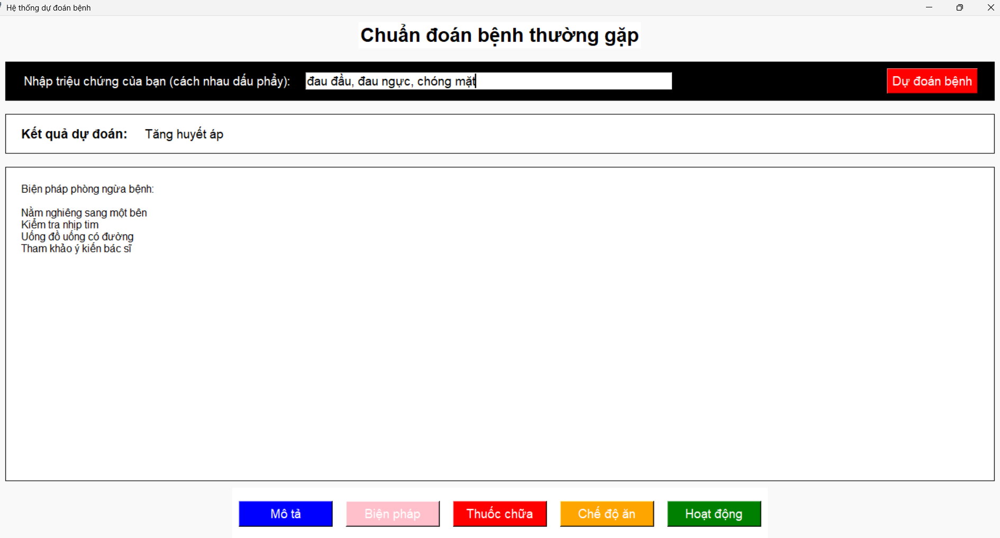 Hệ thống dự đoán bệnh
Chuẩn đoán bệnh thường gặp
Nhập triệu chứng của bạn (cách nhau dấu phẩy): đau đầu, đau ngực, chóng mặt Dự đoán bệnh
Kết quả dự đoán: Tăng huyết áp
Biện pháp phòng ngừa bệnh:
Nằm nghiêng sang một bên
Kiểm tra nhịp tim
Uống đồ uống có đường
Tham khảo ý kiến bác sĩ
Mô tả Biện pháp Thuốc chữa Chế độ ăn Hoạt động